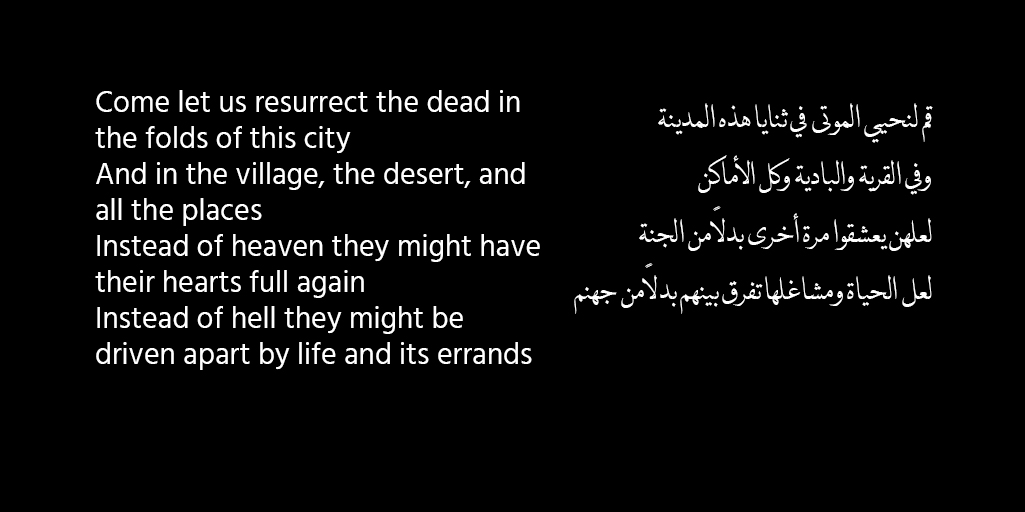 Come let us resurrect the dead in
the folds of this city
And in the village, the desert, and
all the places
Instead of heaven they might have
their hearts full again
Instead of hell they might be
driven apart by life and its errands
قم لنحيي الموتى في ثنايا هذه المدينة
وفي القرية والبادية وكل الأماكن
لعلهن يعشقوا مرة أخرى بدلاً من الجنة
لعل الحياة ومشاغلها تفرق بينهم بدلاً من جهنم